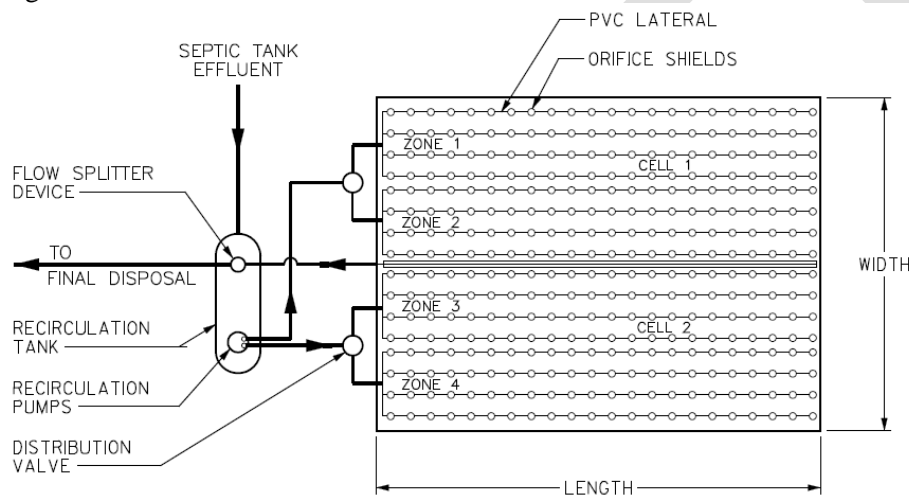 PVC LATERAL
SEPTIC TANK
EFFLUENT
ORIFICE SHIELDS
ZONE 1
CELL 1
FLOW SPLITTER
DEVICE
ZONE 2
TO
FINAL DISPOSAL
WIDTH
ZONE 3
RECIRCULATION
TANK
CELL 2
RECIRCULATION
PUMPS
ZONE 4
DISTRIBUTION
VALVE
LENGTH